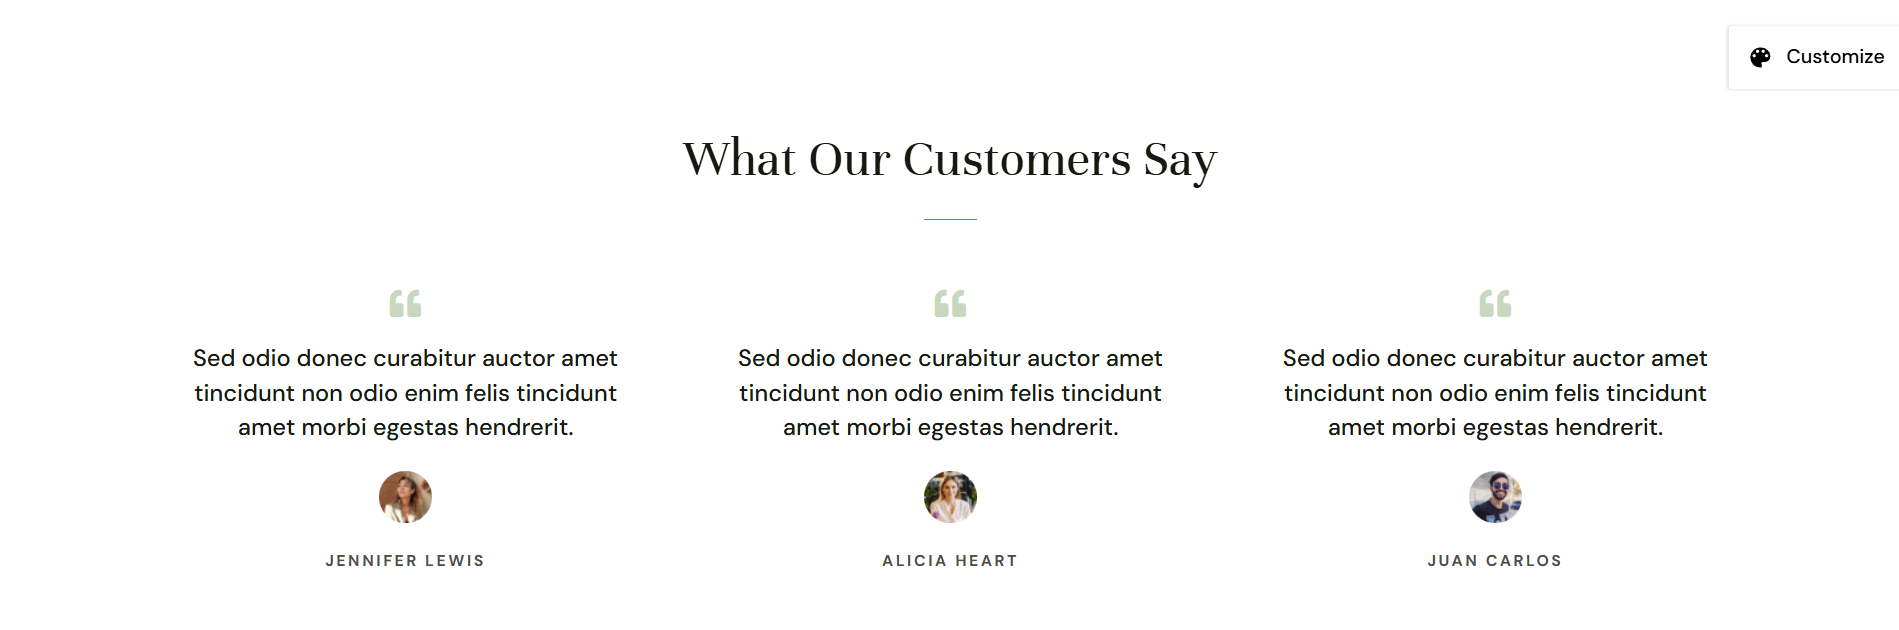 Customize
What Our Customers Say
Sed odio donec curabitur auctor amet
tincidunt non odio enim felis tincidunt
amet morbi egestas hendrerit.
JENNIFER LEWIS
Sed odio donec curabitur auctor amet
tincidunt non odio enim felis tincidunt
amet morbi egestas hendrerit.
ALICIA HEART
Sed odio donec curabitur auctor amet
tincidunt non odio enim felis tincidunt
amet morbi egestas hendrerit.
JUAN CARLOS